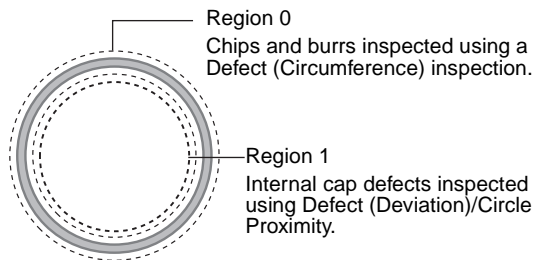 Region 0
Chips and burrs inspected using a
Defect (Circumference) inspection.
Region 1
Internal cap defects inspected
using Defect (Deviation)/Circle
Proximity.